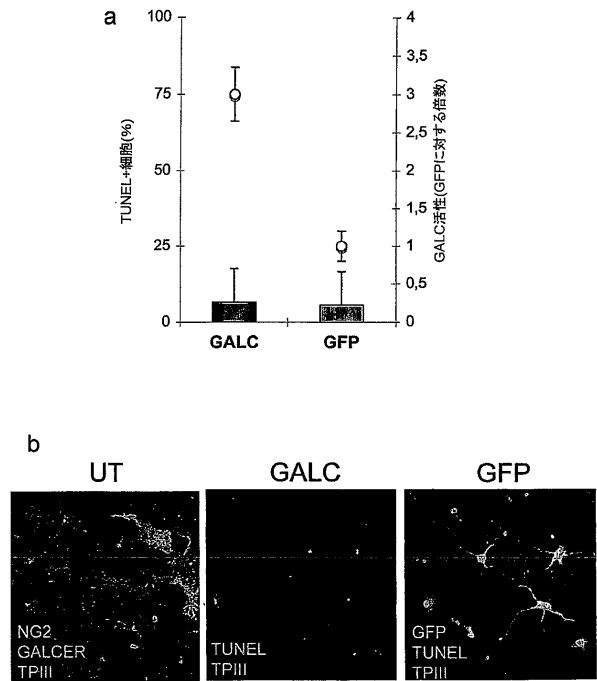 a
100
75
50
25
0
TUNEL+細胞(%)
4
3,5
3
2,5
2
1,5
1
0,5
0
GALC活性(GFPに対する倍数)
GALC
GFP
b
UT
GALC
GFP
NG2
GALCER
TPIII
TUNEL
TPIII
GFP
TUNEL
TPIII